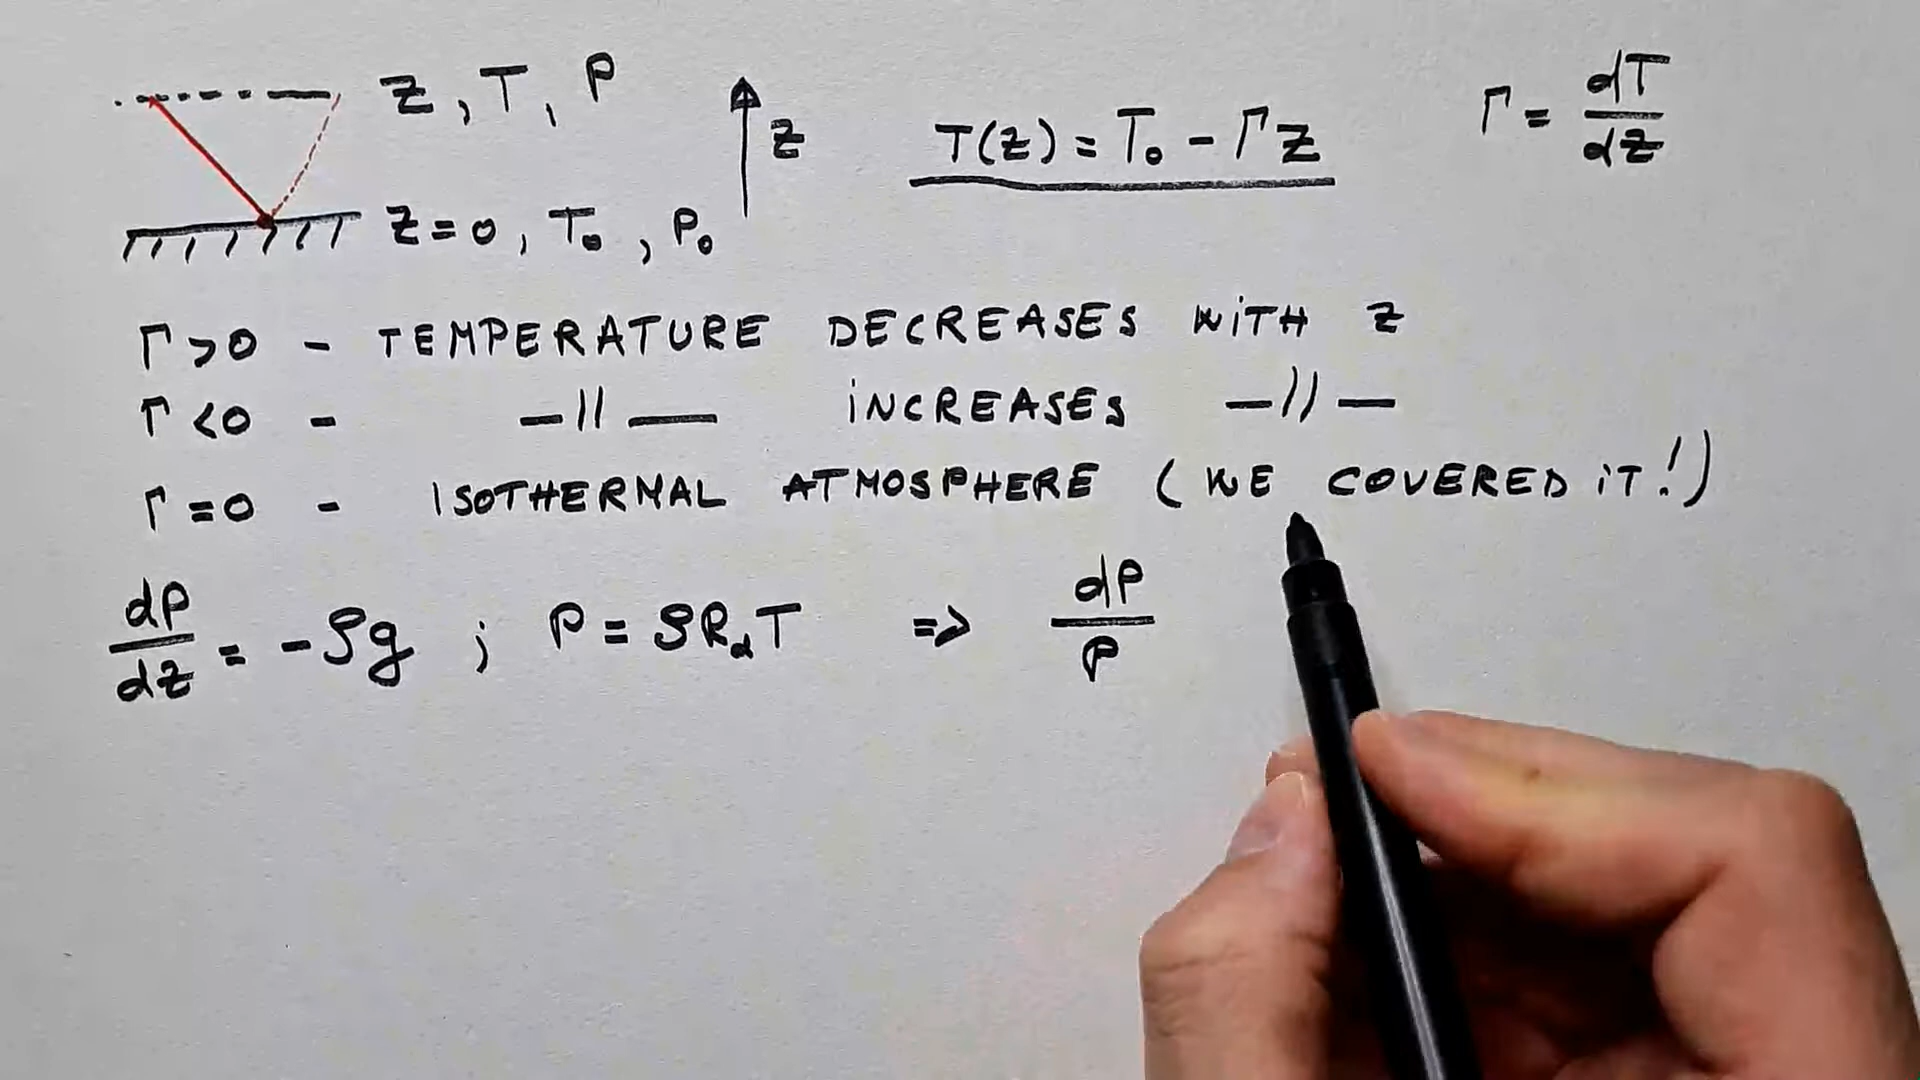 Z, T, P
Z
T(Z) = T₀ - ΓZ
Γ = dT/dZ
Z=0, T₀, P₀
Γ>0 - TEMPERATURE DECREASES WITH Z
Γ<0 - -//- INCREASES -//-
Γ=0 - ISOTHERMAL ATMOSPHERE (WE COVERED IT!)
dP/dZ = -ρg ; P = ρR_dT => dP/P